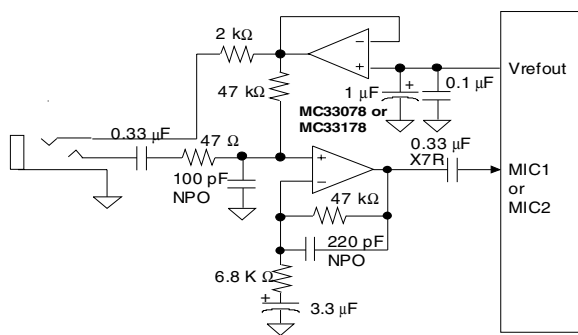 2 kΩ
Vrefout
47 kΩ
1 µF
+
0.1 µF
MC33078 or
MC33178
0.33 µF
47 Ω
0.33 µF
X7R
100 pF
NPO
MIC1
or
MIC2
47 kΩ
220 pF
NPO
6.8 K Ω
+
3.3 µF
−
+
+
−